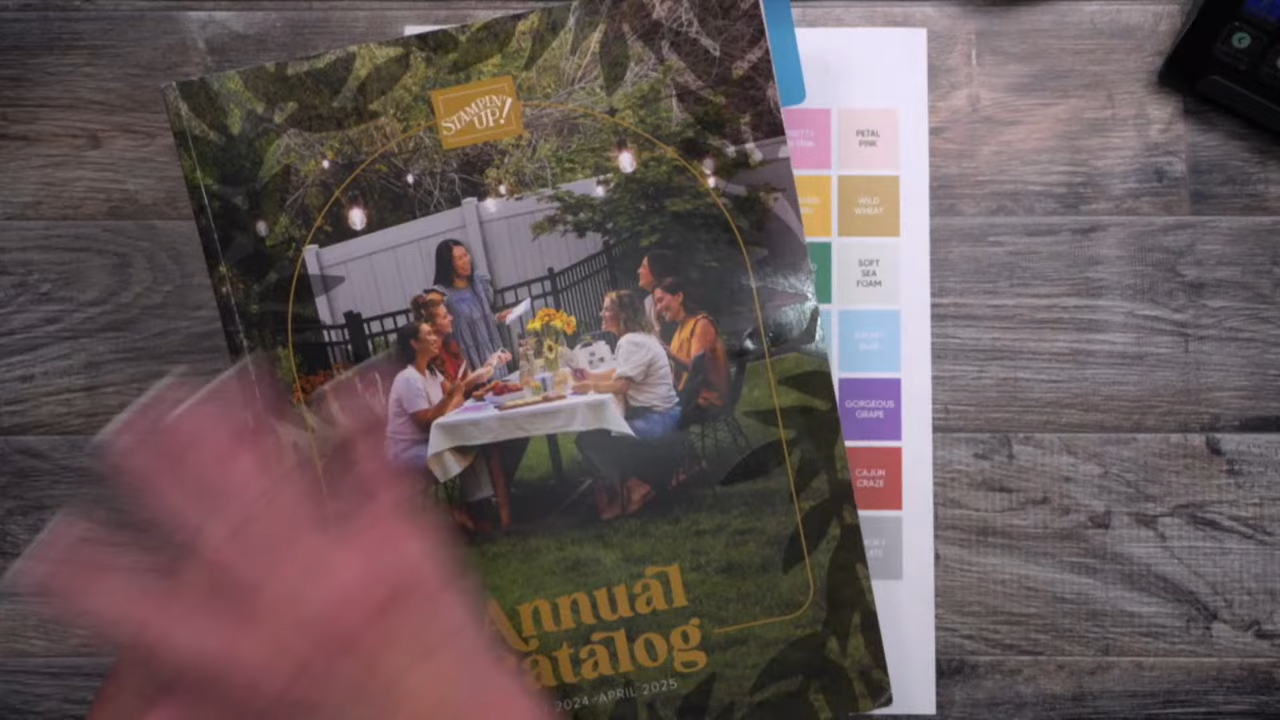 STAMPIN'
UP!
Annual
atalog
2024–APRIL 2025
PETAL
PINK
WILD
WHEAT
SOFT
SEA
FOAM
GORGEOUS
GRAPE
CAJUN
CRAZE